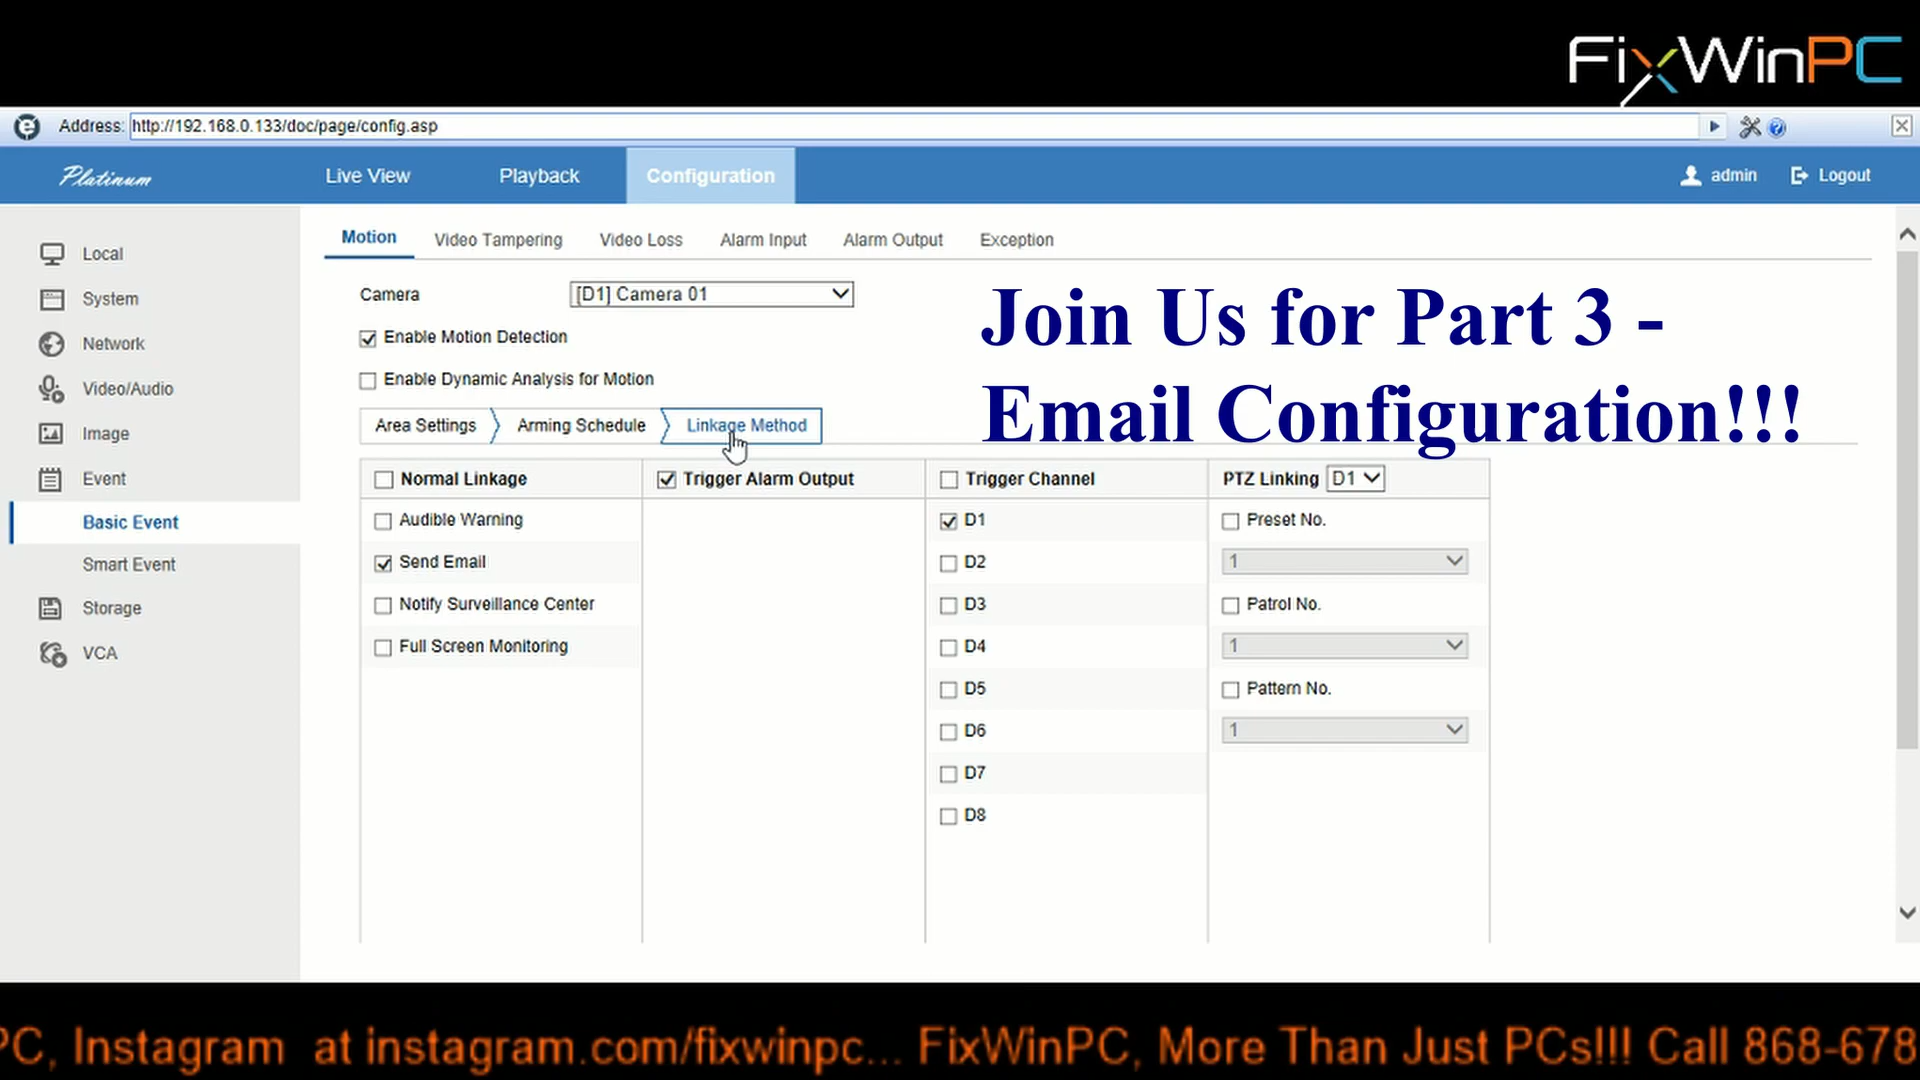 FixWinPC
Address: http://192.168.0.133/doc/page/config.asp
Platinum Live View Playback Configuration admin Logout
Local
System
Network
Video/Audio
Image
Event
Basic Event
Smart Event
Storage
VCA
Motion Video Tampering Video Loss Alarm Input Alarm Output Exception
Camera [D1] Camera 01
Enable Motion Detection
Enable Dynamic Analysis for Motion
Join Us for Part 3 -
Email Configuration!!!
Area Settings Arming Schedule Linkage Method
Normal Linkage Trigger Alarm Output Trigger Channel PTZ Linking D1
Audible Warning D1 Preset No.
Send Email D2 1
Notify Surveillance Center D3 Patrol No.
Full Screen Monitoring D4 1
D5 Pattern No.
D6 1
D7
D8
PC, Instagram at instagram.com/fixwinpc... FixWinPC, More Than Just PCs!!! Call 868-678